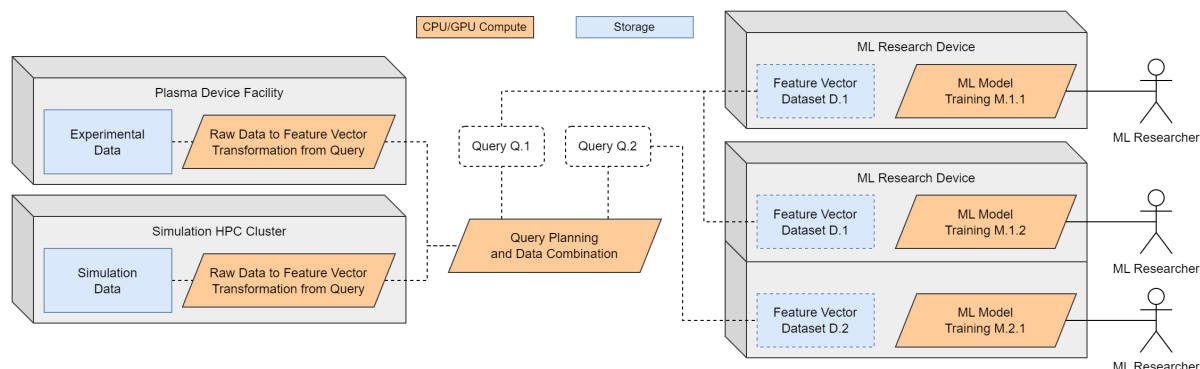 CPU/GPU Compute
Storage
Plasma Device Facility
Experimental
Data
Raw Data to Feature Vector
Transformation from Query
Simulation HPC Cluster
Simulation
Data
Raw Data to Feature Vector
Transformation from Query
Query Q.1
Query Q.2
Query Planning
and Data Combination
ML Research Device
Feature Vector
Dataset D.1
ML Model
Training M.1.1
ML Researcher
ML Research Device
Feature Vector
Dataset D.1
ML Model
Training M.1.2
ML Researcher
Feature Vector
Dataset D.2
ML Model
Training M.2.1
ML Researcher